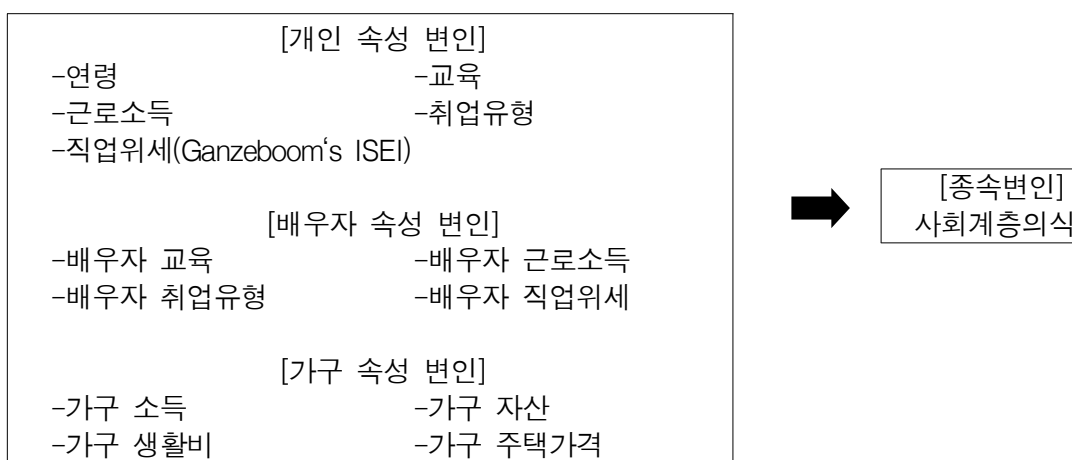 [개인 속성 변인]
-연령 -교육
-근로소득 -취업유형
-직업위세(Ganzeboom‘s ISEI)
[배우자 속성 변인]
-배우자 교육 -배우자 근로소득
-배우자 취업유형 -배우자 직업위세
[가구 속성 변인]
-가구 소득 -가구 자산
-가구 생활비 -가구 주택가격
[종속변인]
사회계층의식